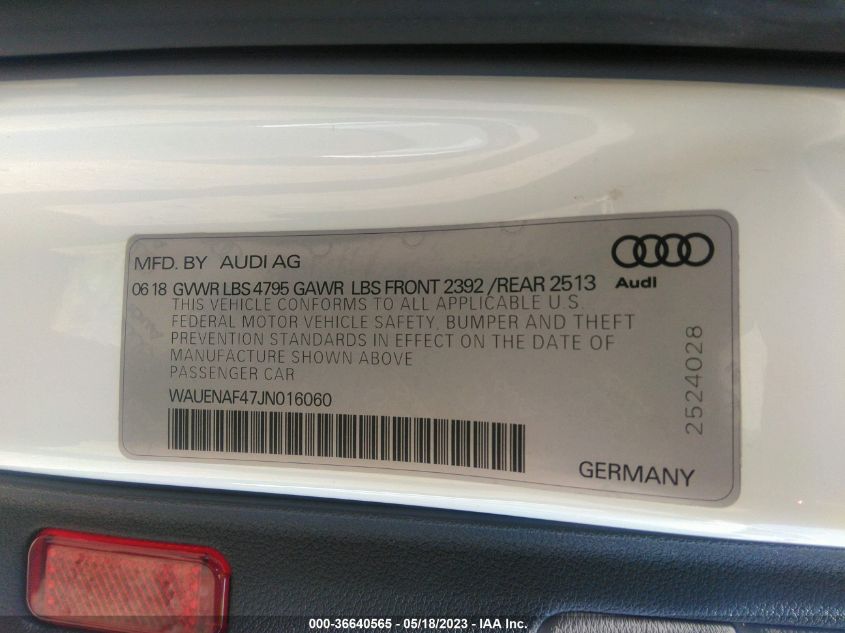 MFD. BY AUDI AG
06 18 GVWR LBS 4795 GAWR LBS FRONT 2392 /REAR 2513
Audi
THIS VEHICLE CONFORMS TO ALL APPLICABLE U.S.
FEDERAL MOTOR VEHICLE SAFETY, BUMPER AND THEFT
PREVENTION STANDARDS IN EFFECT ON THE DATE OF
MANUFACTURE SHOWN ABOVE
PASSENGER CAR
WAUENAF47JN016060
2524028
GERMANY
000-36640565 - 05/18/2023 - IAA Inc.